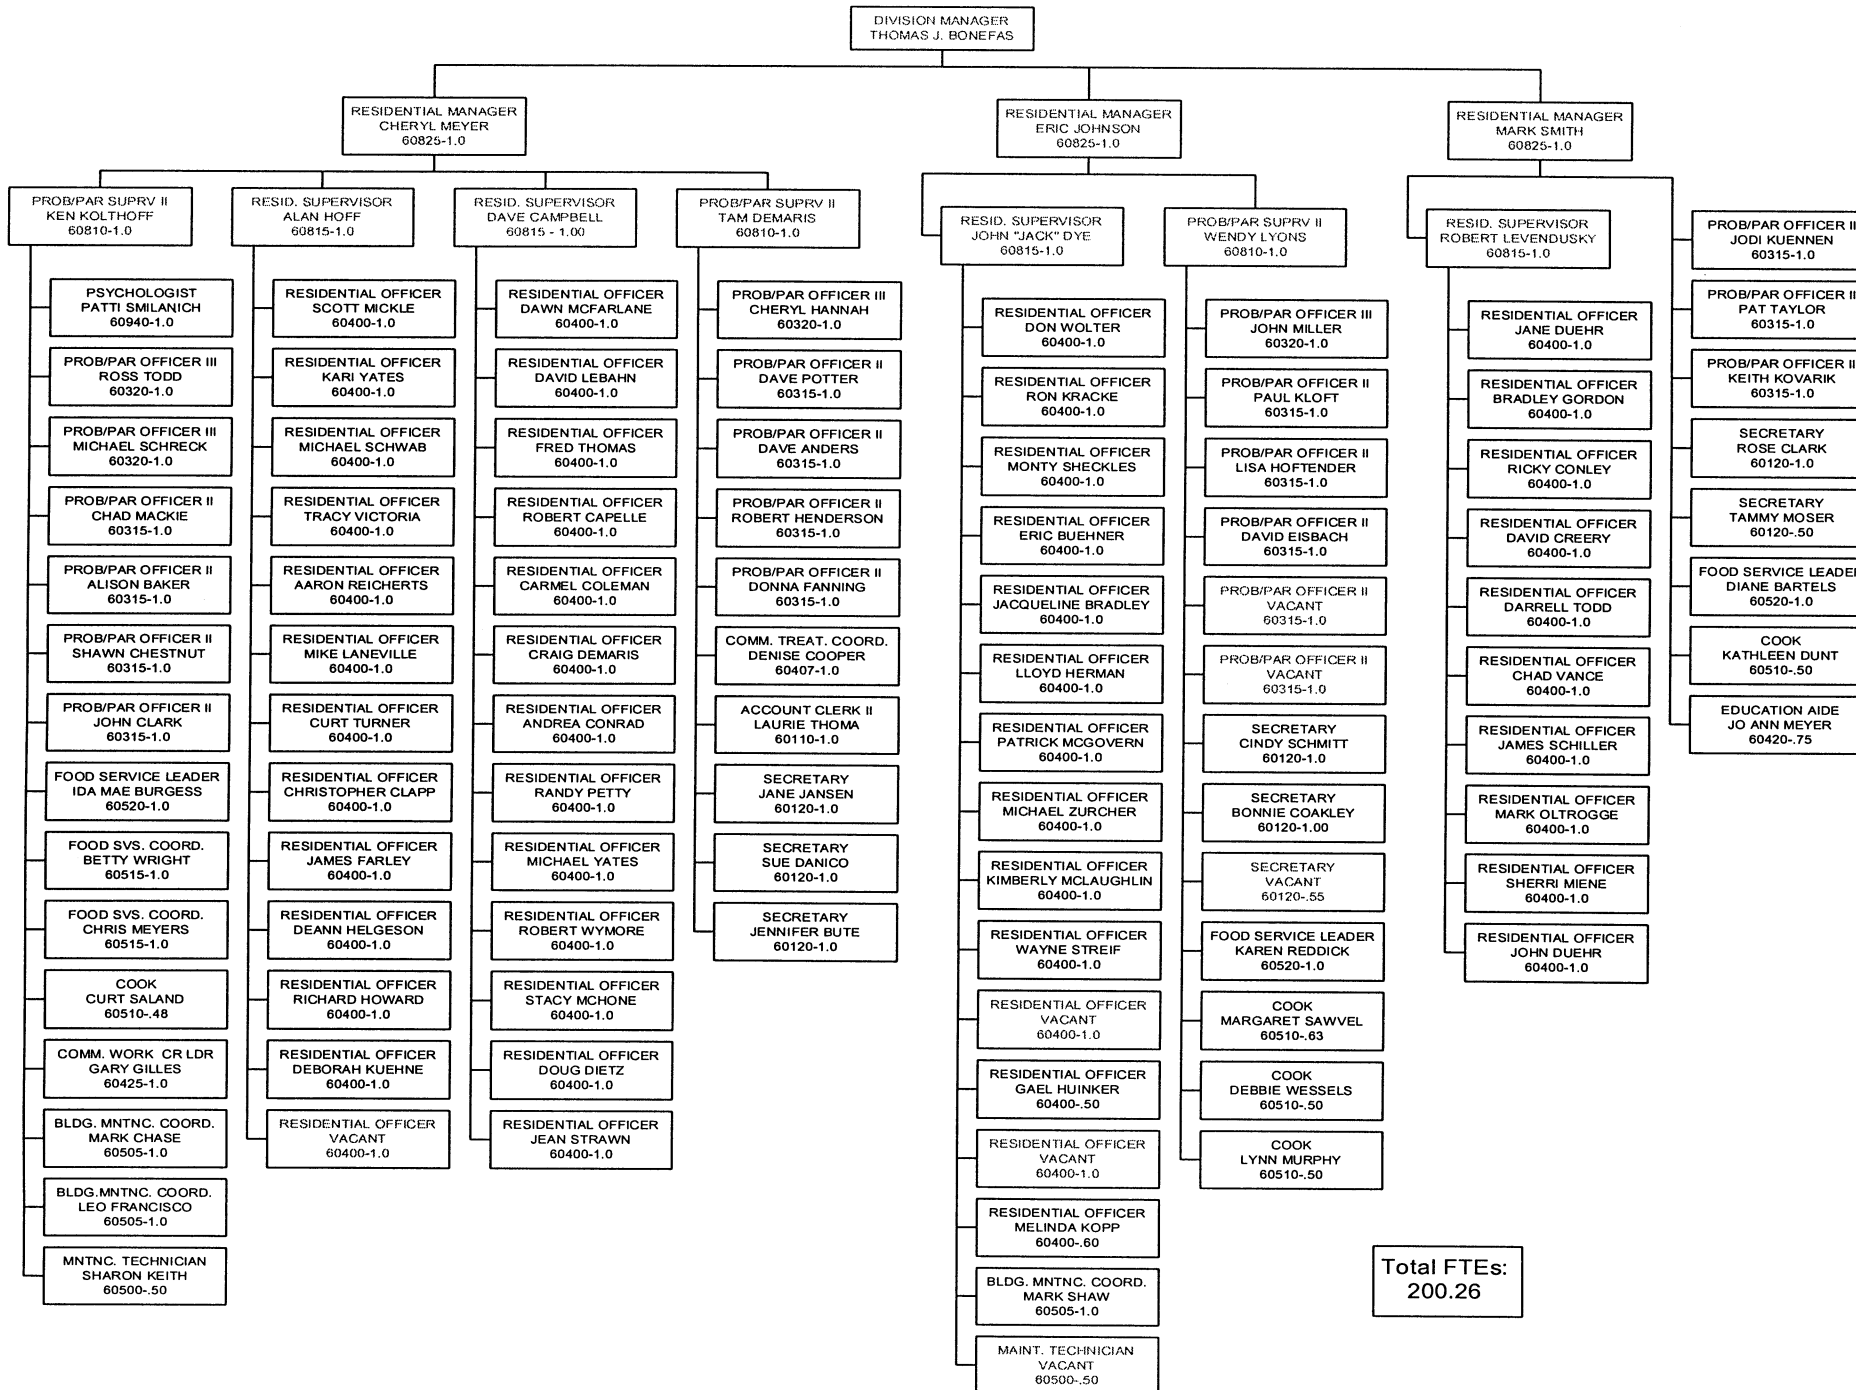 DIVISION MANAGER
THOMAS J. BONEFAS
RESIDENTIAL MANAGER
CHERYL MEYER
60825-1.0
PROB/PAR SUPRV II
KEN KOLTHOFF
60810-1.0
PSYCHOLOGIST
PATTI SMILANICH
60940-1.0
PROB/PAR OFFICER III
ROSS TODD
60320-1.0
PROB/PAR OFFICER III
MICHAEL SCHRECK
60320-1.0
PROB/PAR OFFICER II
CHAD MACKIE
60315-1.0
PROB/PAR OFFICER II
ALISON BAKER
60315-1.0
PROB/PAR OFFICER II
SHAWN CHESTNUT
60315-1.0
PROB/PAR OFFICER II
JOHN CLARK
60315-1.0
FOOD SERVICE LEADER
IDA MAE BURGESS
60520-1.0
FOOD SVS. COORD.
BETTY WRIGHT
60515-1.0
FOOD SVS. COORD.
CHRIS MEYERS
60515-1.0
COOK
CURT SALAND
60510-.48
COMM. WORK CR LDR
GARY GILLES
60425-1.0
BLDG. MNTNC. COORD.
MARK CHASE
60505-1.0
BLDG.MNTNC. COORD.
LEO FRANCISCO
60505-1.0
MNTNC. TECHNICIAN
SHARON KEITH
60500-.50
RESID. SUPERVISOR
ALAN HOFF
60815-1.0
RESIDENTIAL OFFICER
SCOTT MICKLE
60400-1.0
RESIDENTIAL OFFICER
KARI YATES
60400-1.0
RESIDENTIAL OFFICER
MICHAEL SCHWAB
60400-1.0
RESIDENTIAL OFFICER
TRACY VICTORIA
60400-1.0
RESIDENTIAL OFFICER
AARON REICHERTS
60400-1.0
RESIDENTIAL OFFICER
MIKE LANEVILLE
60400-1.0
RESIDENTIAL OFFICER
CURT TURNER
60400-1.0
RESIDENTIAL OFFICER
CHRISTOPHER CLAPP
60400-1.0
RESIDENTIAL OFFICER
JAMES FARLEY
60400-1.0
RESIDENTIAL OFFICER
DEANN HELGESON
60400-1.0
RESIDENTIAL OFFICER
RICHARD HOWARD
60400-1.0
RESIDENTIAL OFFICER
DEBORAH KUEHNE
60400-1.0
RESIDENTIAL OFFICER
VACANT
60400-1.0
RESID. SUPERVISOR
DAVE CAMPBELL
60815 - 1.00
RESIDENTIAL OFFICER
DAWN MCFARLANE
60400-1.0
RESIDENTIAL OFFICER
DAVID LEBAHN
60400-1.0
RESIDENTIAL OFFICER
FRED THOMAS
60400-1.0
RESIDENTIAL OFFICER
ROBERT CAPELLE
60400-1.0
RESIDENTIAL OFFICER
CARMEL COLEMAN
60400-1.0
RESIDENTIAL OFFICER
CRAIG DEMARIS
60400-1.0
RESIDENTIAL OFFICER
ANDREA CONRAD
60400-1.0
RESIDENTIAL OFFICER
RANDY PETTY
60400-1.0
RESIDENTIAL OFFICER
MICHAEL YATES
60400-1.0
RESIDENTIAL OFFICER
ROBERT WYMORE
60400-1.0
RESIDENTIAL OFFICER
STACY MCHONE
60400-1.0
RESIDENTIAL OFFICER
DOUG DIETZ
60400-1.0
RESIDENTIAL OFFICER
JEAN STRAWN
60400-1.0
PROB/PAR SUPRV II
TAM DEMARIS
60810-1.0
PROB/PAR OFFICER III
CHERYL HANNAH
60320-1.0
PROB/PAR OFFICER II
DAVE POTTER
60315-1.0
PROB/PAR OFFICER II
DAVE ANDERS
60315-1.0
PROB/PAR OFFICER II
ROBERT HENDERSON
60315-1.0
PROB/PAR OFFICER II
DONNA FANNING
60315-1.0
COMM. TREAT. COORD.
DENISE COOPER
60407-1.0
ACCOUNT CLERK II
LAURIE THOMA
60110-1.0
SECRETARY
JANE JANSEN
60120-1.0
SECRETARY
SUE DANICO
60120-1.0
SECRETARY
JENNIFER BUTE
60120-1.0
RESIDENTIAL MANAGER
ERIC JOHNSON
60825-1.0
RESID. SUPERVISOR
JOHN "JACK" DYE
60815-1.0
RESIDENTIAL OFFICER
DON WOLTER
60400-1.0
RESIDENTIAL OFFICER
RON KRACKE
60400-1.0
RESIDENTIAL OFFICER
MONTY SHECKLES
60400-1.0
RESIDENTIAL OFFICER
ERIC BUEHNER
60400-1.0
RESIDENTIAL OFFICER
JACQUELINE BRADLEY
60400-1.0
RESIDENTIAL OFFICER
LLOYD HERMAN
60400-1.0
RESIDENTIAL OFFICER
PATRICK MCGOVERN
60400-1.0
RESIDENTIAL OFFICER
MICHAEL ZURCHER
60400-1.0
RESIDENTIAL OFFICER
KIMBERLY MCLAUGHLIN
60400-1.0
RESIDENTIAL OFFICER
WAYNE STREIF
60400-1.0
RESIDENTIAL OFFICER
VACANT
60400-1.0
RESIDENTIAL OFFICER
GAEL HUINKER
60400-.50
RESIDENTIAL OFFICER
VACANT
60400-1.0
RESIDENTIAL OFFICER
MELINDA KOPP
60400-.60
BLDG. MNTNC. COORD.
MARK SHAW
60505-1.0
MAINT. TECHNICIAN
VACANT
60500-.50
PROB/PAR SUPRV II
WENDY LYONS
60810-1.0
PROB/PAR OFFICER III
JOHN MILLER
60320-1.0
PROB/PAR OFFICER II
PAUL KLOFT
60315-1.0
PROB/PAR OFFICER II
LISA HOFTENDER
60315-1.0
PROB/PAR OFFICER II
DAVID EISBACH
60315-1.0
PROB/PAR OFFICER II
VACANT
60315-1.0
PROB/PAR OFFICER II
VACANT
60315-1.0
SECRETARY
CINDY SCHMITT
60120-1.0
SECRETARY
BONNIE COAKLEY
60120-1.00
SECRETARY
VACANT
60120-.55
FOOD SERVICE LEADER
KAREN REDDICK
60520-1.0
COOK
MARGARET SAWVEL
60510-.63
COOK
DEBBIE WESSELS
60510-.50
COOK
LYNN MURPHY
60510-.50
RESIDENTIAL MANAGER
MARK SMITH
60825-1.0
RESID. SUPERVISOR
ROBERT LEVENDUSKY
60815-1.0
RESIDENTIAL OFFICER
JANE DUEHR
60400-1.0
RESIDENTIAL OFFICER
BRADLEY GORDON
60400-1.0
RESIDENTIAL OFFICER
RICKY CONLEY
60400-1.0
RESIDENTIAL OFFICER
DAVID CREERY
60400-1.0
RESIDENTIAL OFFICER
DARRELL TODD
60400-1.0
RESIDENTIAL OFFICER
CHAD VANCE
60400-1.0
RESIDENTIAL OFFICER
JAMES SCHILLER
60400-1.0
RESIDENTIAL OFFICER
MARK OLTROGGE
60400-1.0
RESIDENTIAL OFFICER
SHERRI MIENE
60400-1.0
RESIDENTIAL OFFICER
JOHN DUEHR
60400-1.0
PROB/PAR OFFICER II
JODI KUENNEN
60315-1.0
PROB/PAR OFFICER II
PAT TAYLOR
60315-1.0
PROB/PAR OFFICER II
KEITH KOVARIK
60315-1.0
SECRETARY
ROSE CLARK
60120-1.0
SECRETARY
TAMMY MOSER
60120-.50
FOOD SERVICE LEADER
DIANE BARTELS
60520-1.0
COOK
KATHLEEN DUNT
60510-.50
EDUCATION AIDE
JO ANN MEYER
60420-.75
Total FTEs:
200.26